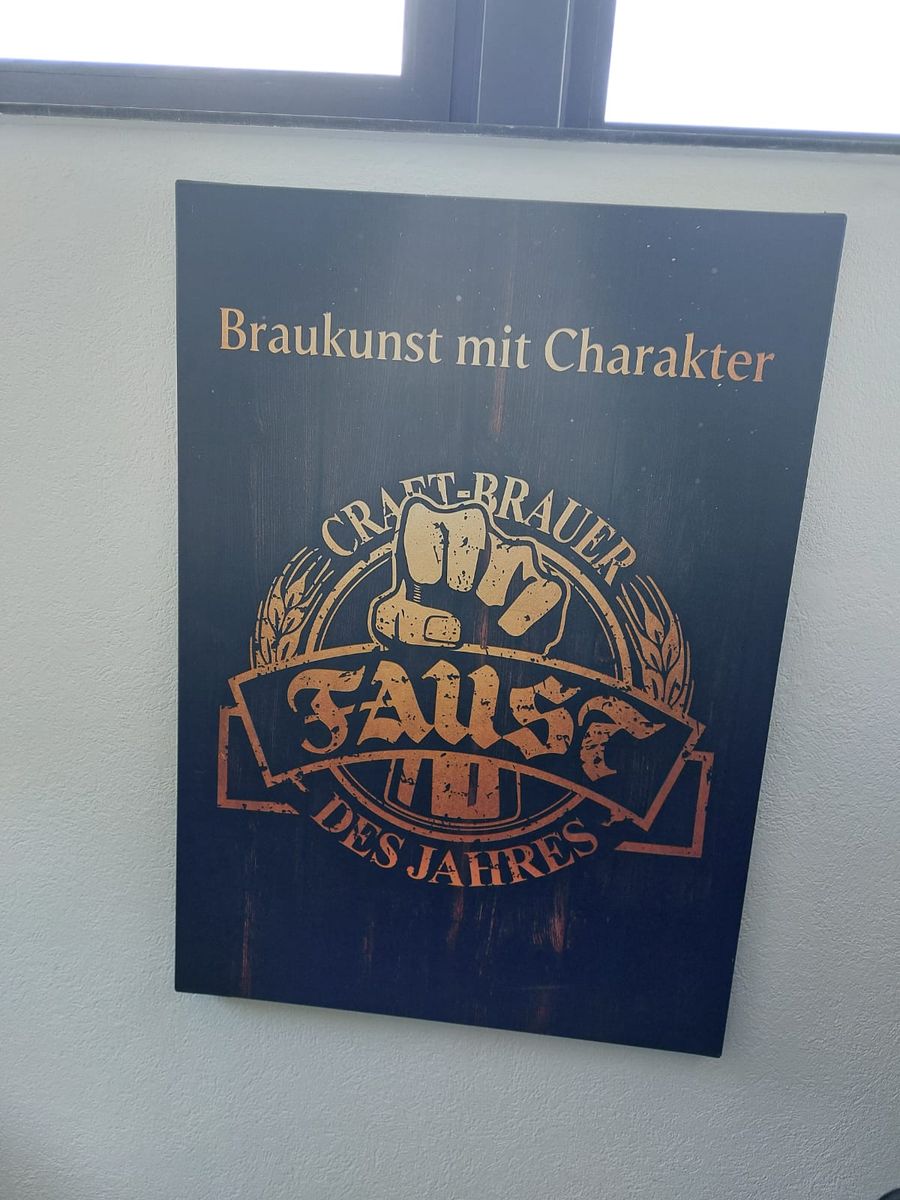 Braukunst mit Charakter
CRAFT-BRAUER
FAUST
DES JAHRES